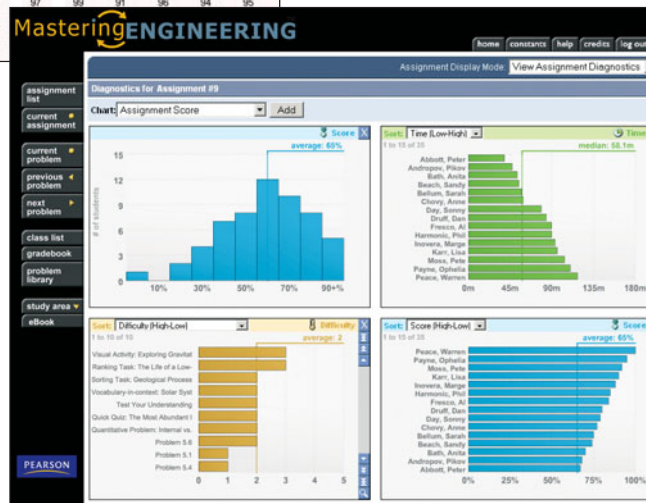 97 99 91 96 94 95
MasteringENGINEERING
home constants help credits log out
Assignment Display Mode: View Assignment Diagnostics
Diagnostics for Assignment #9
Chart: Assignment Score Add
assignment list
current assignment
current problem
previous problem
next problem
class list
gradebook
problem library
study area
eBook
PEARSON
Score X
average: 65%
# of students
15
12
9
6
3
0
10% 30% 50% 70% 90+%
Sort: Time (Low-High) Time
1 to 15 of 35 median: 58.1m
Abbott, Peter
Andropov, Pikov
Bath, Anita
Beach, Sandy
Bellum, Sarah
Chovy, Anne
Day, Sonny
Druff, Dan
Fresco, Al
Harmonic, Phil
Inovera, Marge
Karr, Lisa
Moss, Pete
Payne, Ophelia
Peace, Warren
0m 45m 90m 135m 180m
Sort: Difficulty (High-Low) Difficulty X
1 to 10 of 10 average: 2
Visual Activity: Exploring Gravitat
Ranking Task: The Life of a Low-
Sorting Task: Geological Process
Vocabulary-in-context: Solar Syst
Test Your Understanding
Quick Quiz: The Most Abundant I
Quantitative Problem: Internal vs.
Problem 5.6
Problem 5.1
Problem 5.4
0 1 2 3 4 5
Sort: Score (High-Low) Score
1 to 15 of 35 average: 65%
Peace, Warren
Payne, Ophelia
Moss, Pete
Karr, Lisa
Inovera, Marge
Harmonic, Phil
Fresco, Al
Druff, Dan
Day, Sonny
Chovy, Anne
Bellum, Sarah
Beach, Sandy
Bath, Anita
Andropov, Pikov
Abbott, Peter
0% 25% 50% 75% 100%